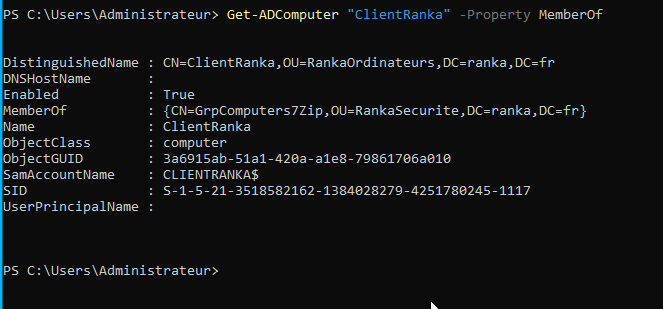 PS C:\Users\Administrateur> Get-ADComputer "ClientRanka" -Property MemberOf
DistinguishedName : CN=ClientRanka,OU=RankaOrdinateurs,DC=ranka,DC=fr
DNSHostName       :
Enabled           : True
MemberOf          : {CN=GrpComputers7Zip,OU=RankaSecurite,DC=ranka,DC=fr}
Name              : ClientRanka
ObjectClass       : computer
ObjectGUID        : 3a6915ab-51a1-420a-a1e8-79861706a010
SamAccountName    : CLIENTRANKA$
SID               : S-1-5-21-3518582162-1384028279-4251780245-1117
UserPrincipalName :
PS C:\Users\Administrateur>